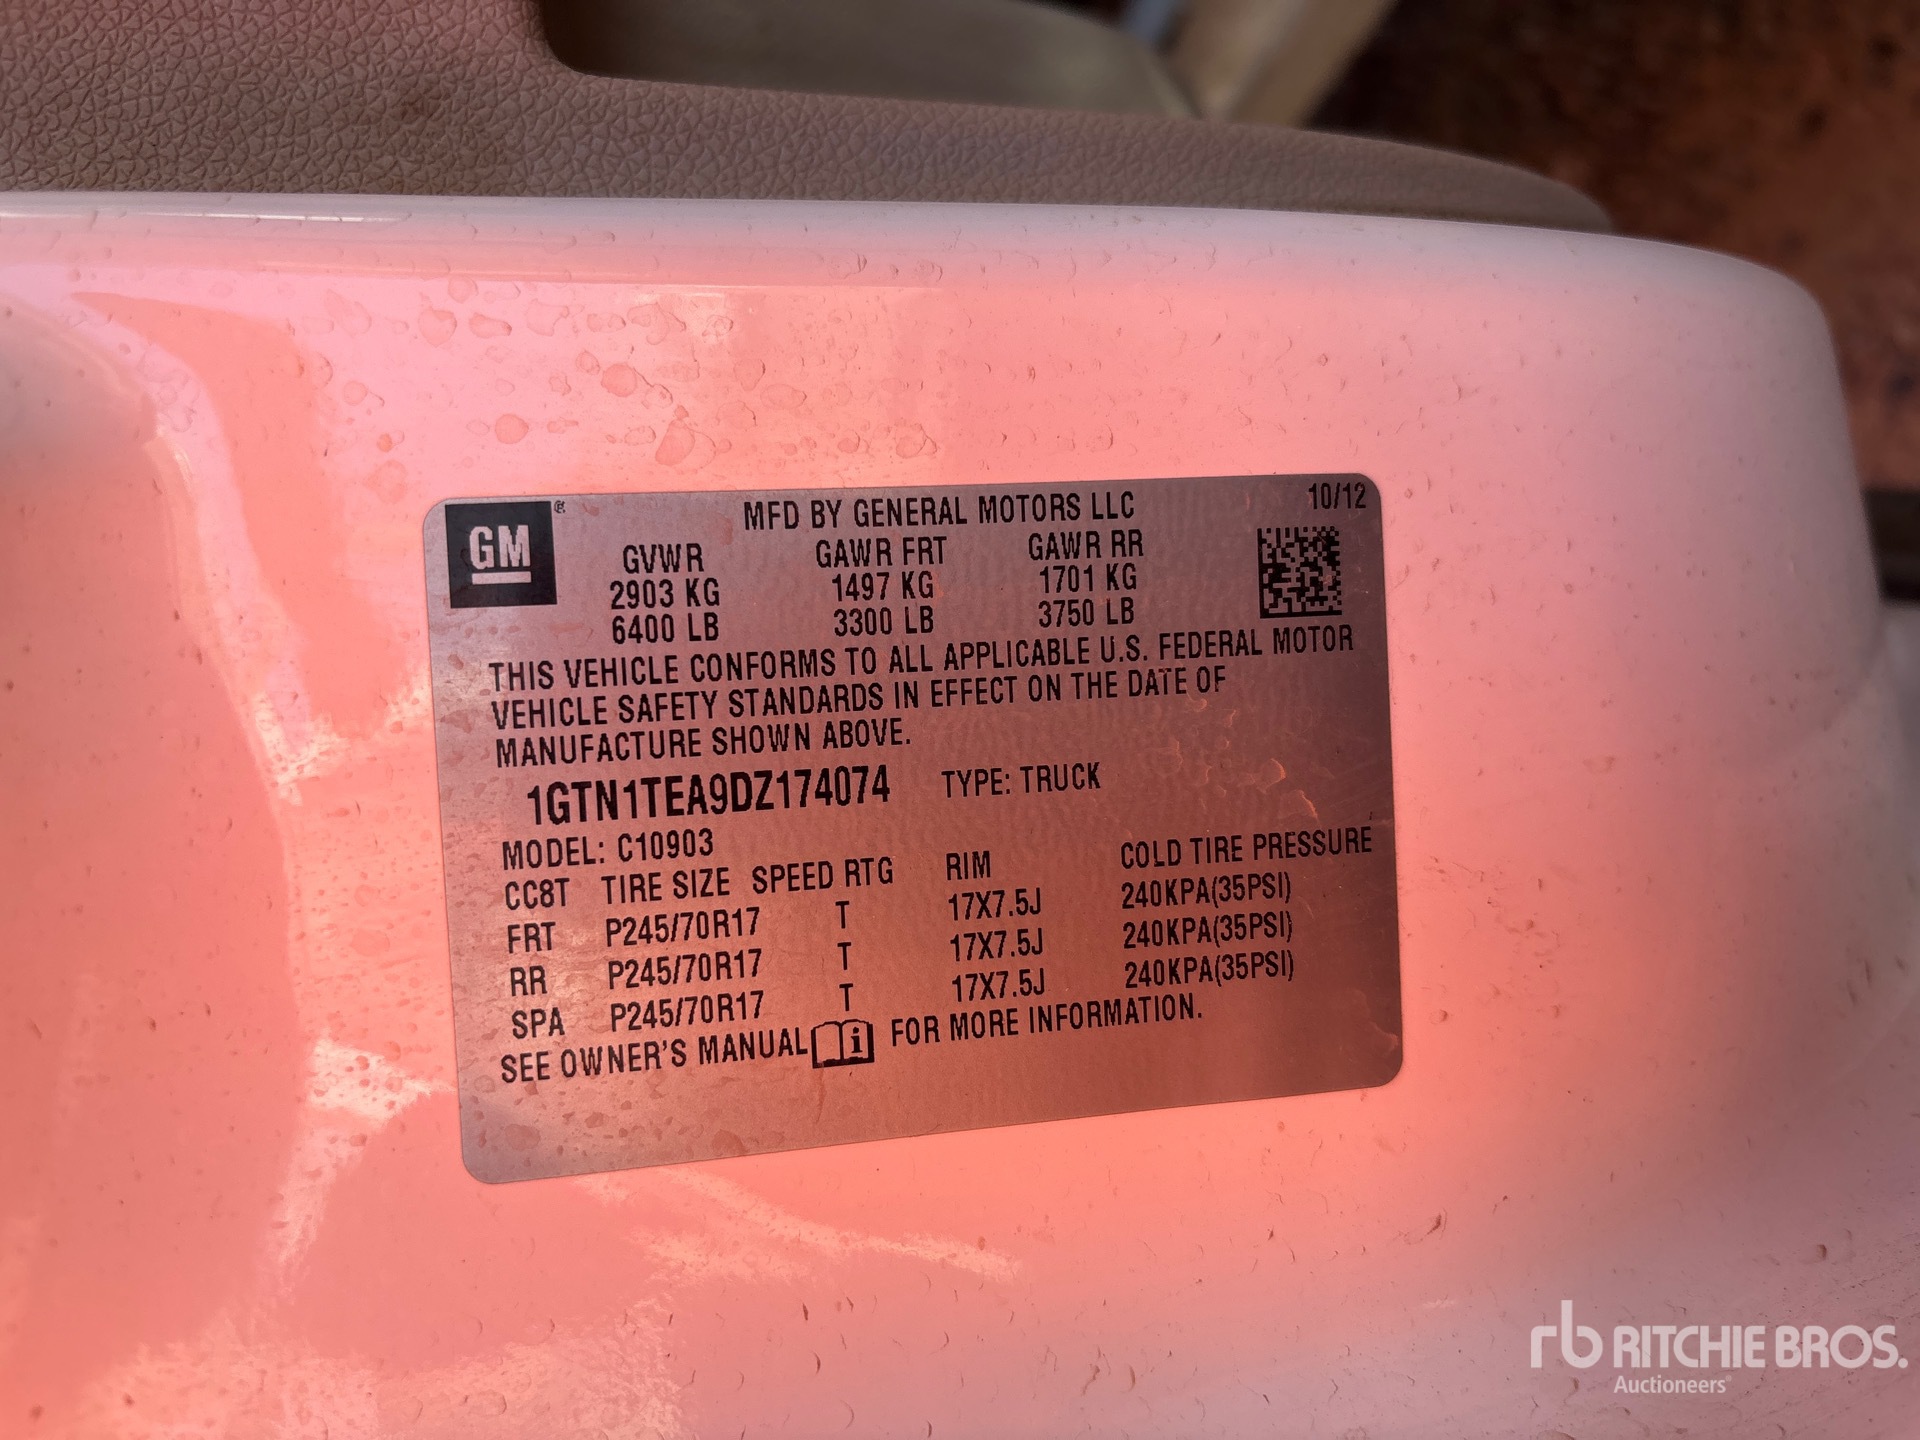 GM
MFD BY GENERAL MOTORS LLC 10/12
GVWR GAWR FRT GAWR RR
2903 KG 1497 KG 1701 KG
6400 LB 3300 LB 3750 LB
THIS VEHICLE CONFORMS TO ALL APPLICABLE U.S. FEDERAL MOTOR
VEHICLE SAFETY STANDARDS IN EFFECT ON THE DATE OF
MANUFACTURE SHOWN ABOVE.
1GTN1TEA9DZ174074 TYPE: TRUCK
MODEL: C10903
CC8T TIRE SIZE SPEED RTG RIM COLD TIRE PRESSURE
FRT P245/70R17 T 17X7.5J 240KPA(35PSI)
RR P245/70R17 T 17X7.5J 240KPA(35PSI)
SPA P245/70R17 T 17X7.5J 240KPA(35PSI)
SEE OWNER'S MANUAL i FOR MORE INFORMATION.
rb RITCHIE BROS.
Auctioneers